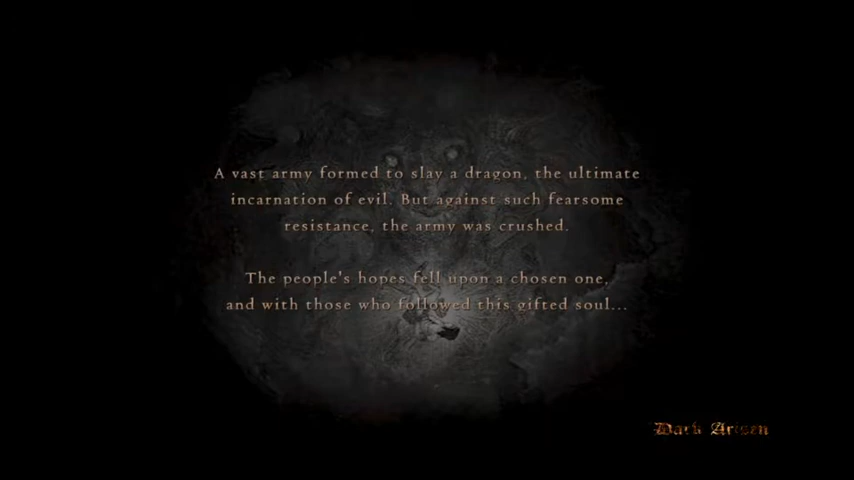 A vast army formed to slay a dragon, the ultimate
incarnation of evil. But against such fearsome
resistance, the army was crushed.
The people's hopes fell upon a chosen one,
and with those who followed this gifted soul...
Dark Arisen